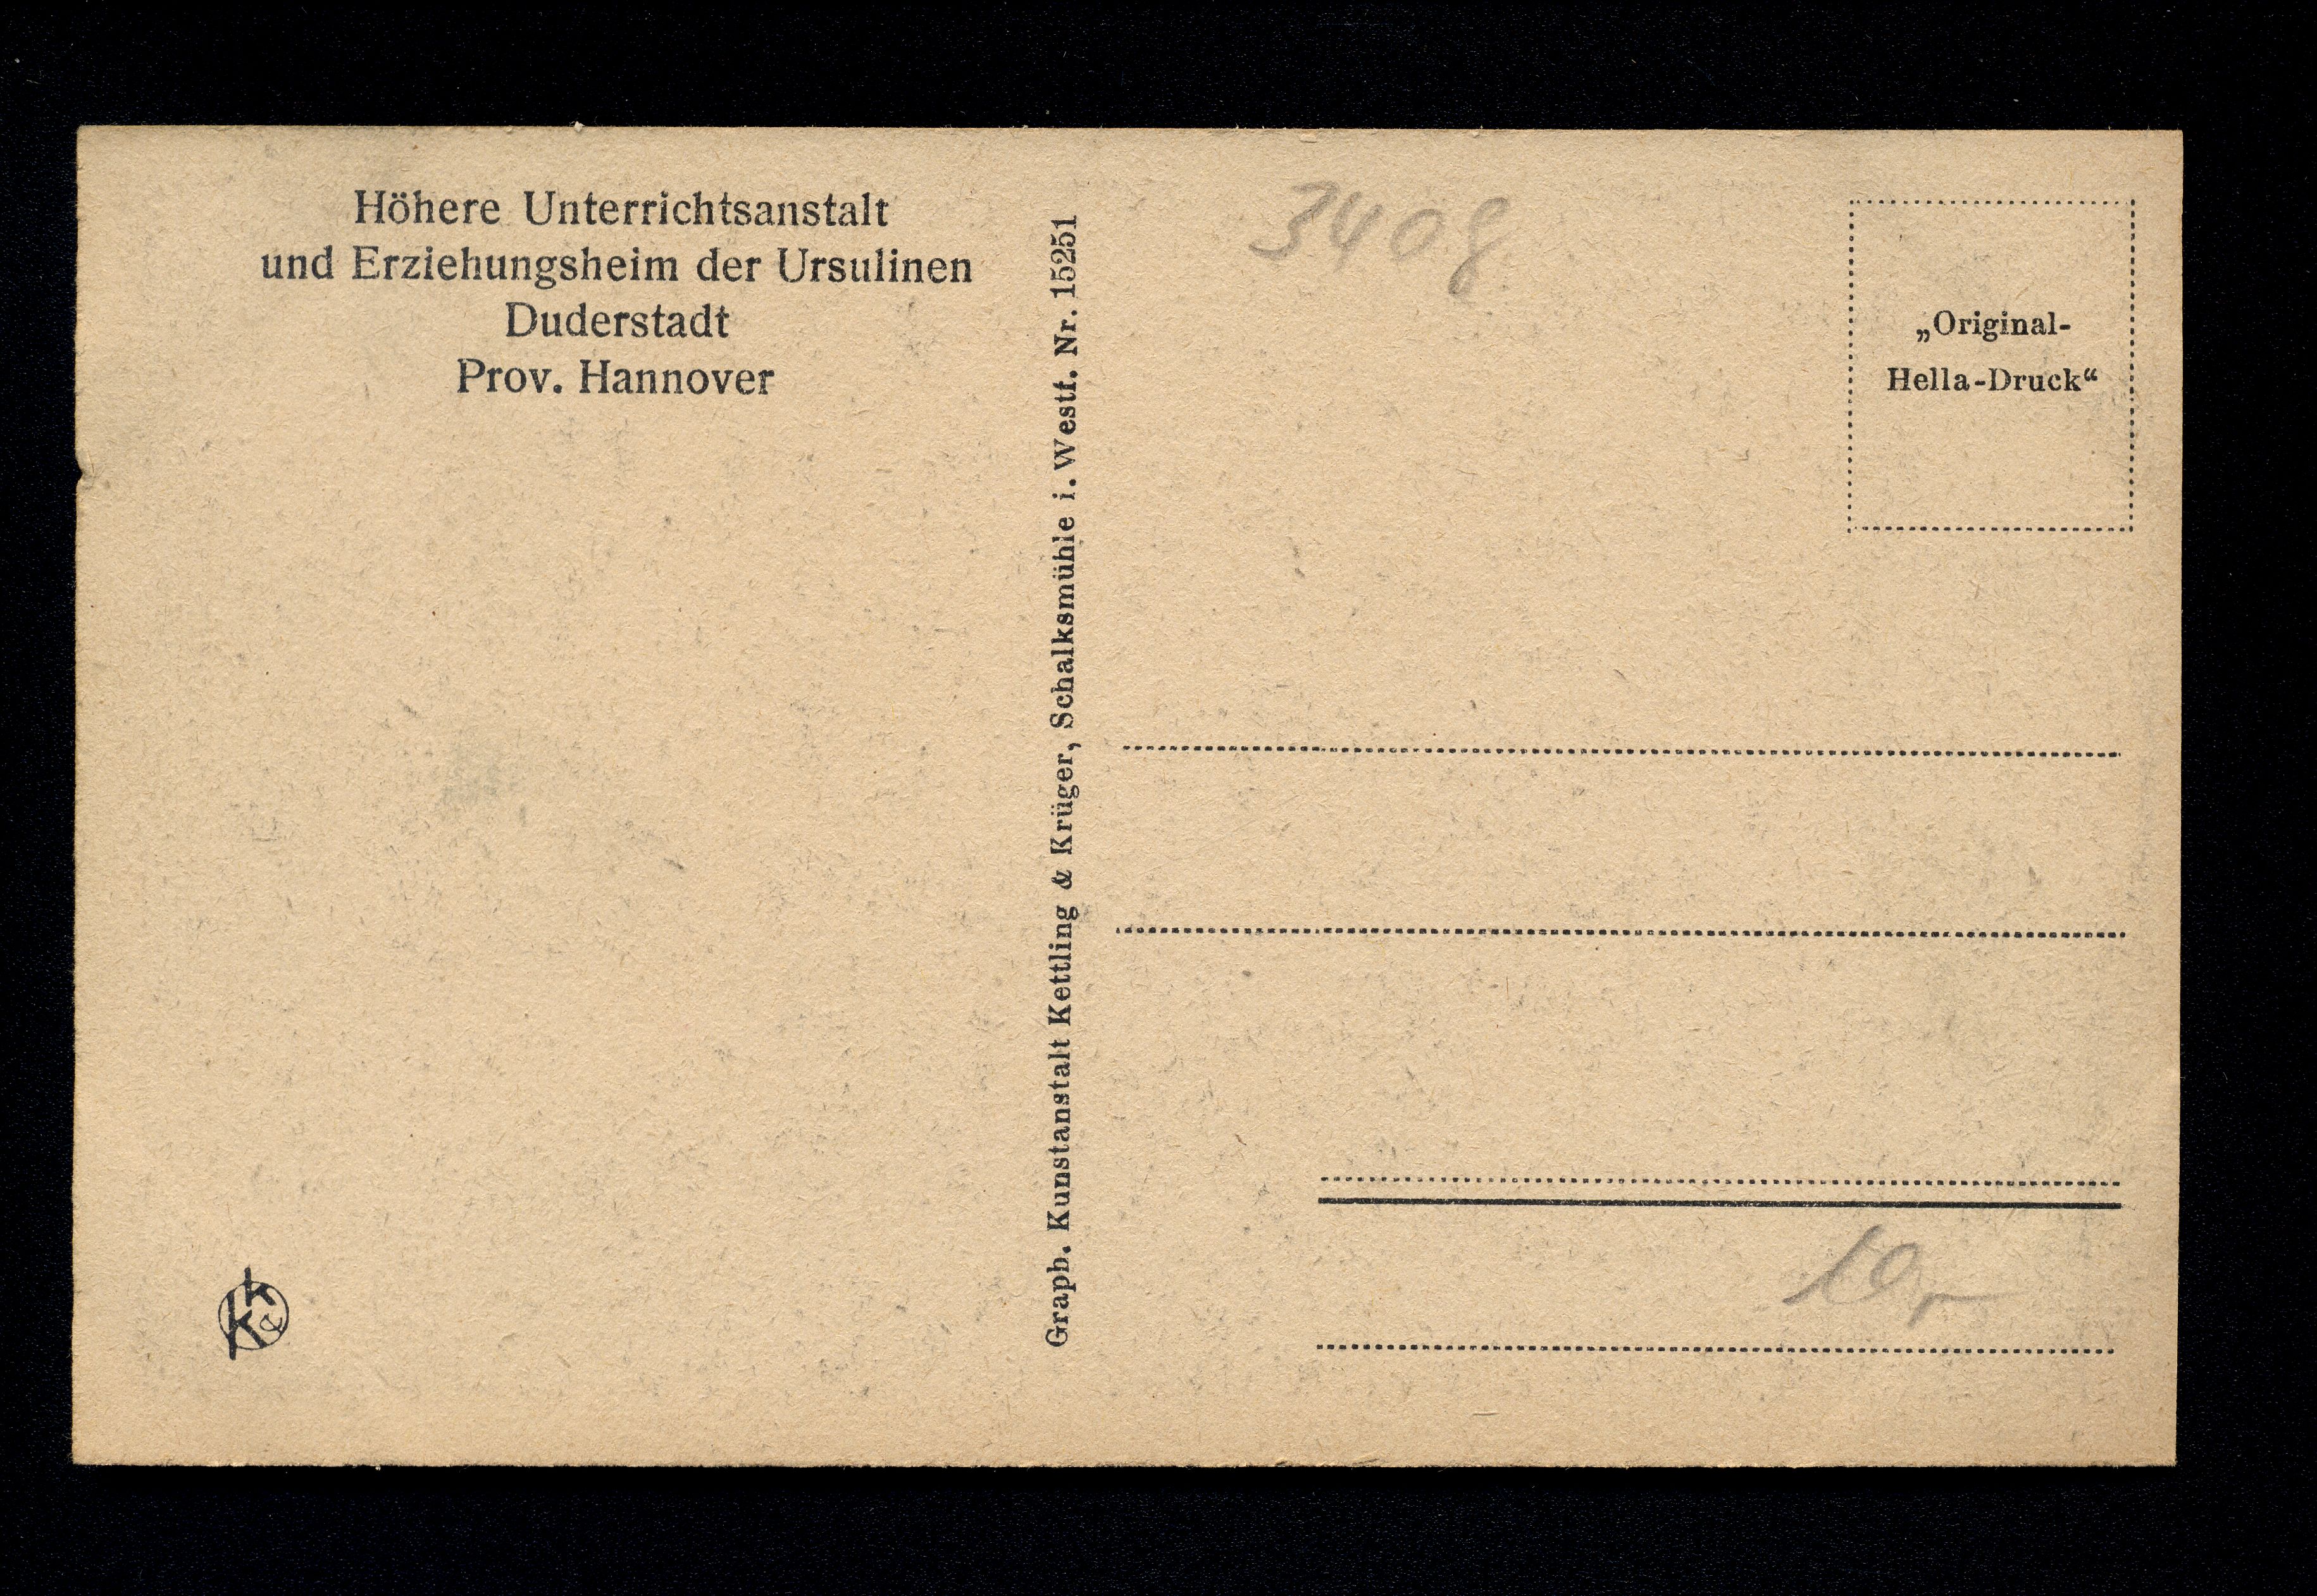 Höhere Unterrichtsanstalt
und Erziehungsheim der Ursulinen
Duderstadt
Prov. Hannover
Graph. Kunstanstalt Kettling & Krüger, Schalksmühle i. Westf. Nr. 15251
3408
„Original-
Hella-Druck“
10,-
K & K